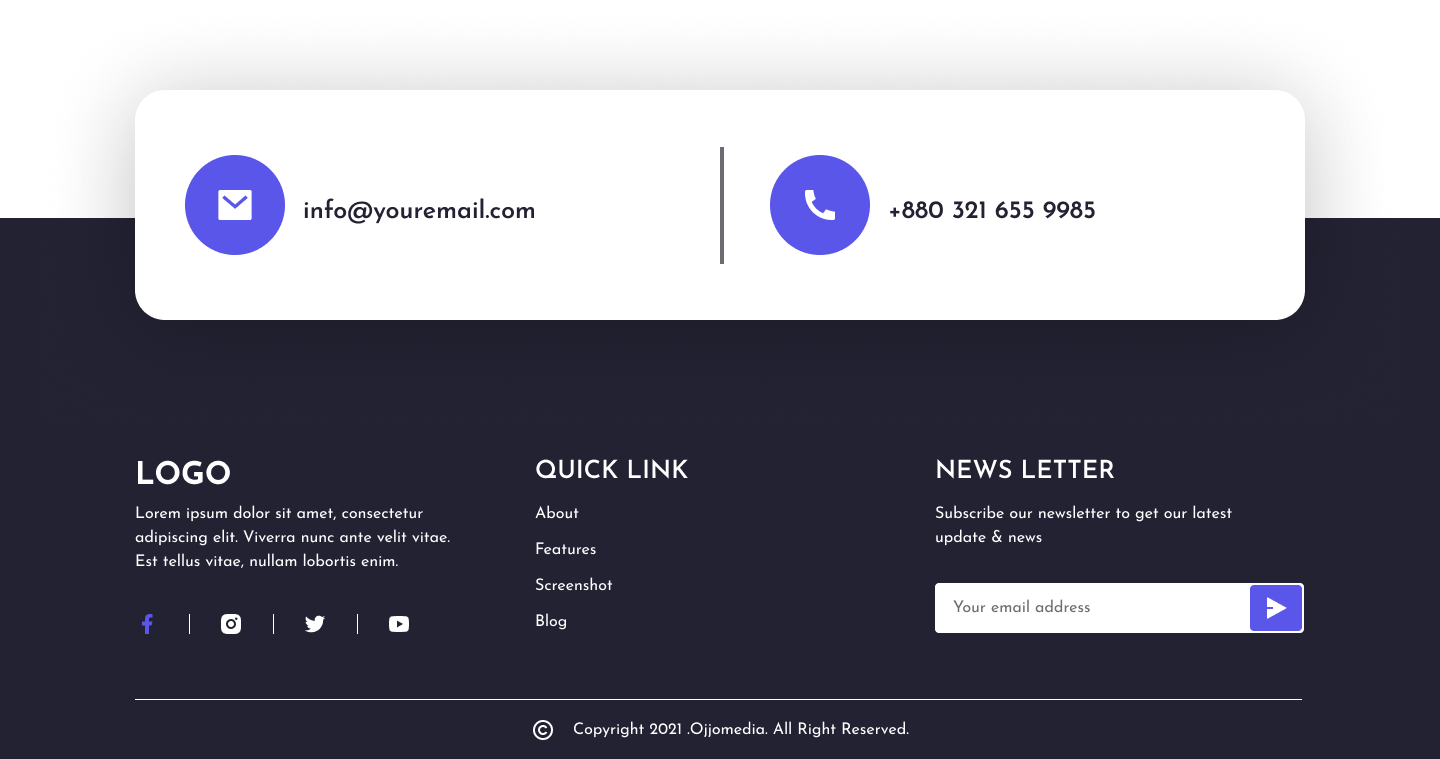 info@youremail.com
+880 321 655 9985
LOGO
Lorem ipsum dolor sit amet, consectetur
adipiscing elit. Viverra nunc ante velit vitae.
Est tellus vitae, nullam lobortis enim.
QUICK LINK
About
Features
Screenshot
Blog
NEWS LETTER
Subscribe our newsletter to get our latest
update & news
Your email address
© Copyright 2021 .Ojjomedia. All Right Reserved.